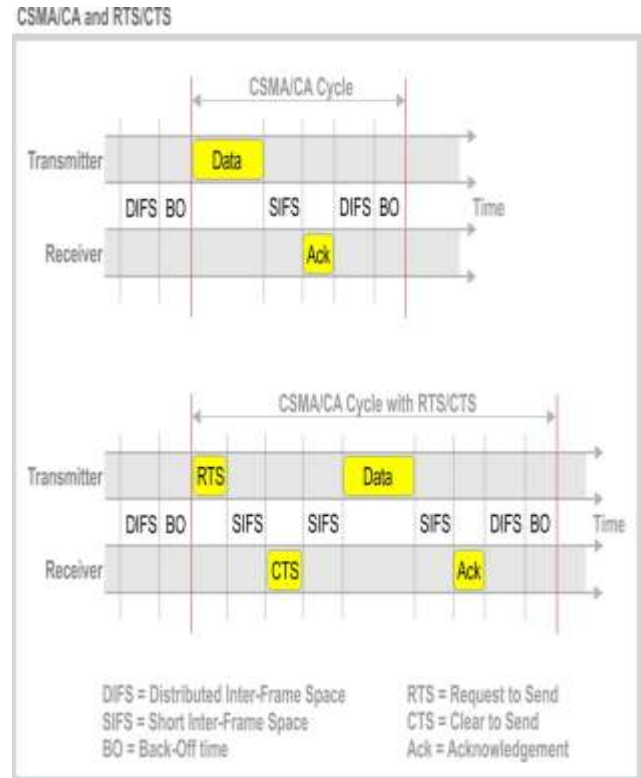 CSMA/CA and RTS/CTS
CSMA/CA Cycle
Transmitter Data
DIFS BO SIFS DIFS BO Time
Receiver Ack
CSMA/CA Cycle with RTS/CTS
Transmitter RTS Data
DIFS BO SIFS SIFS SIFS DIFS BO Time
Receiver CTS Ack
DIFS = Distributed Inter-Frame Space RTS = Request to Send
SIFS = Short Inter-Frame Space CTS = Clear to Send
BO = Back-Off time Ack = Acknowledgement